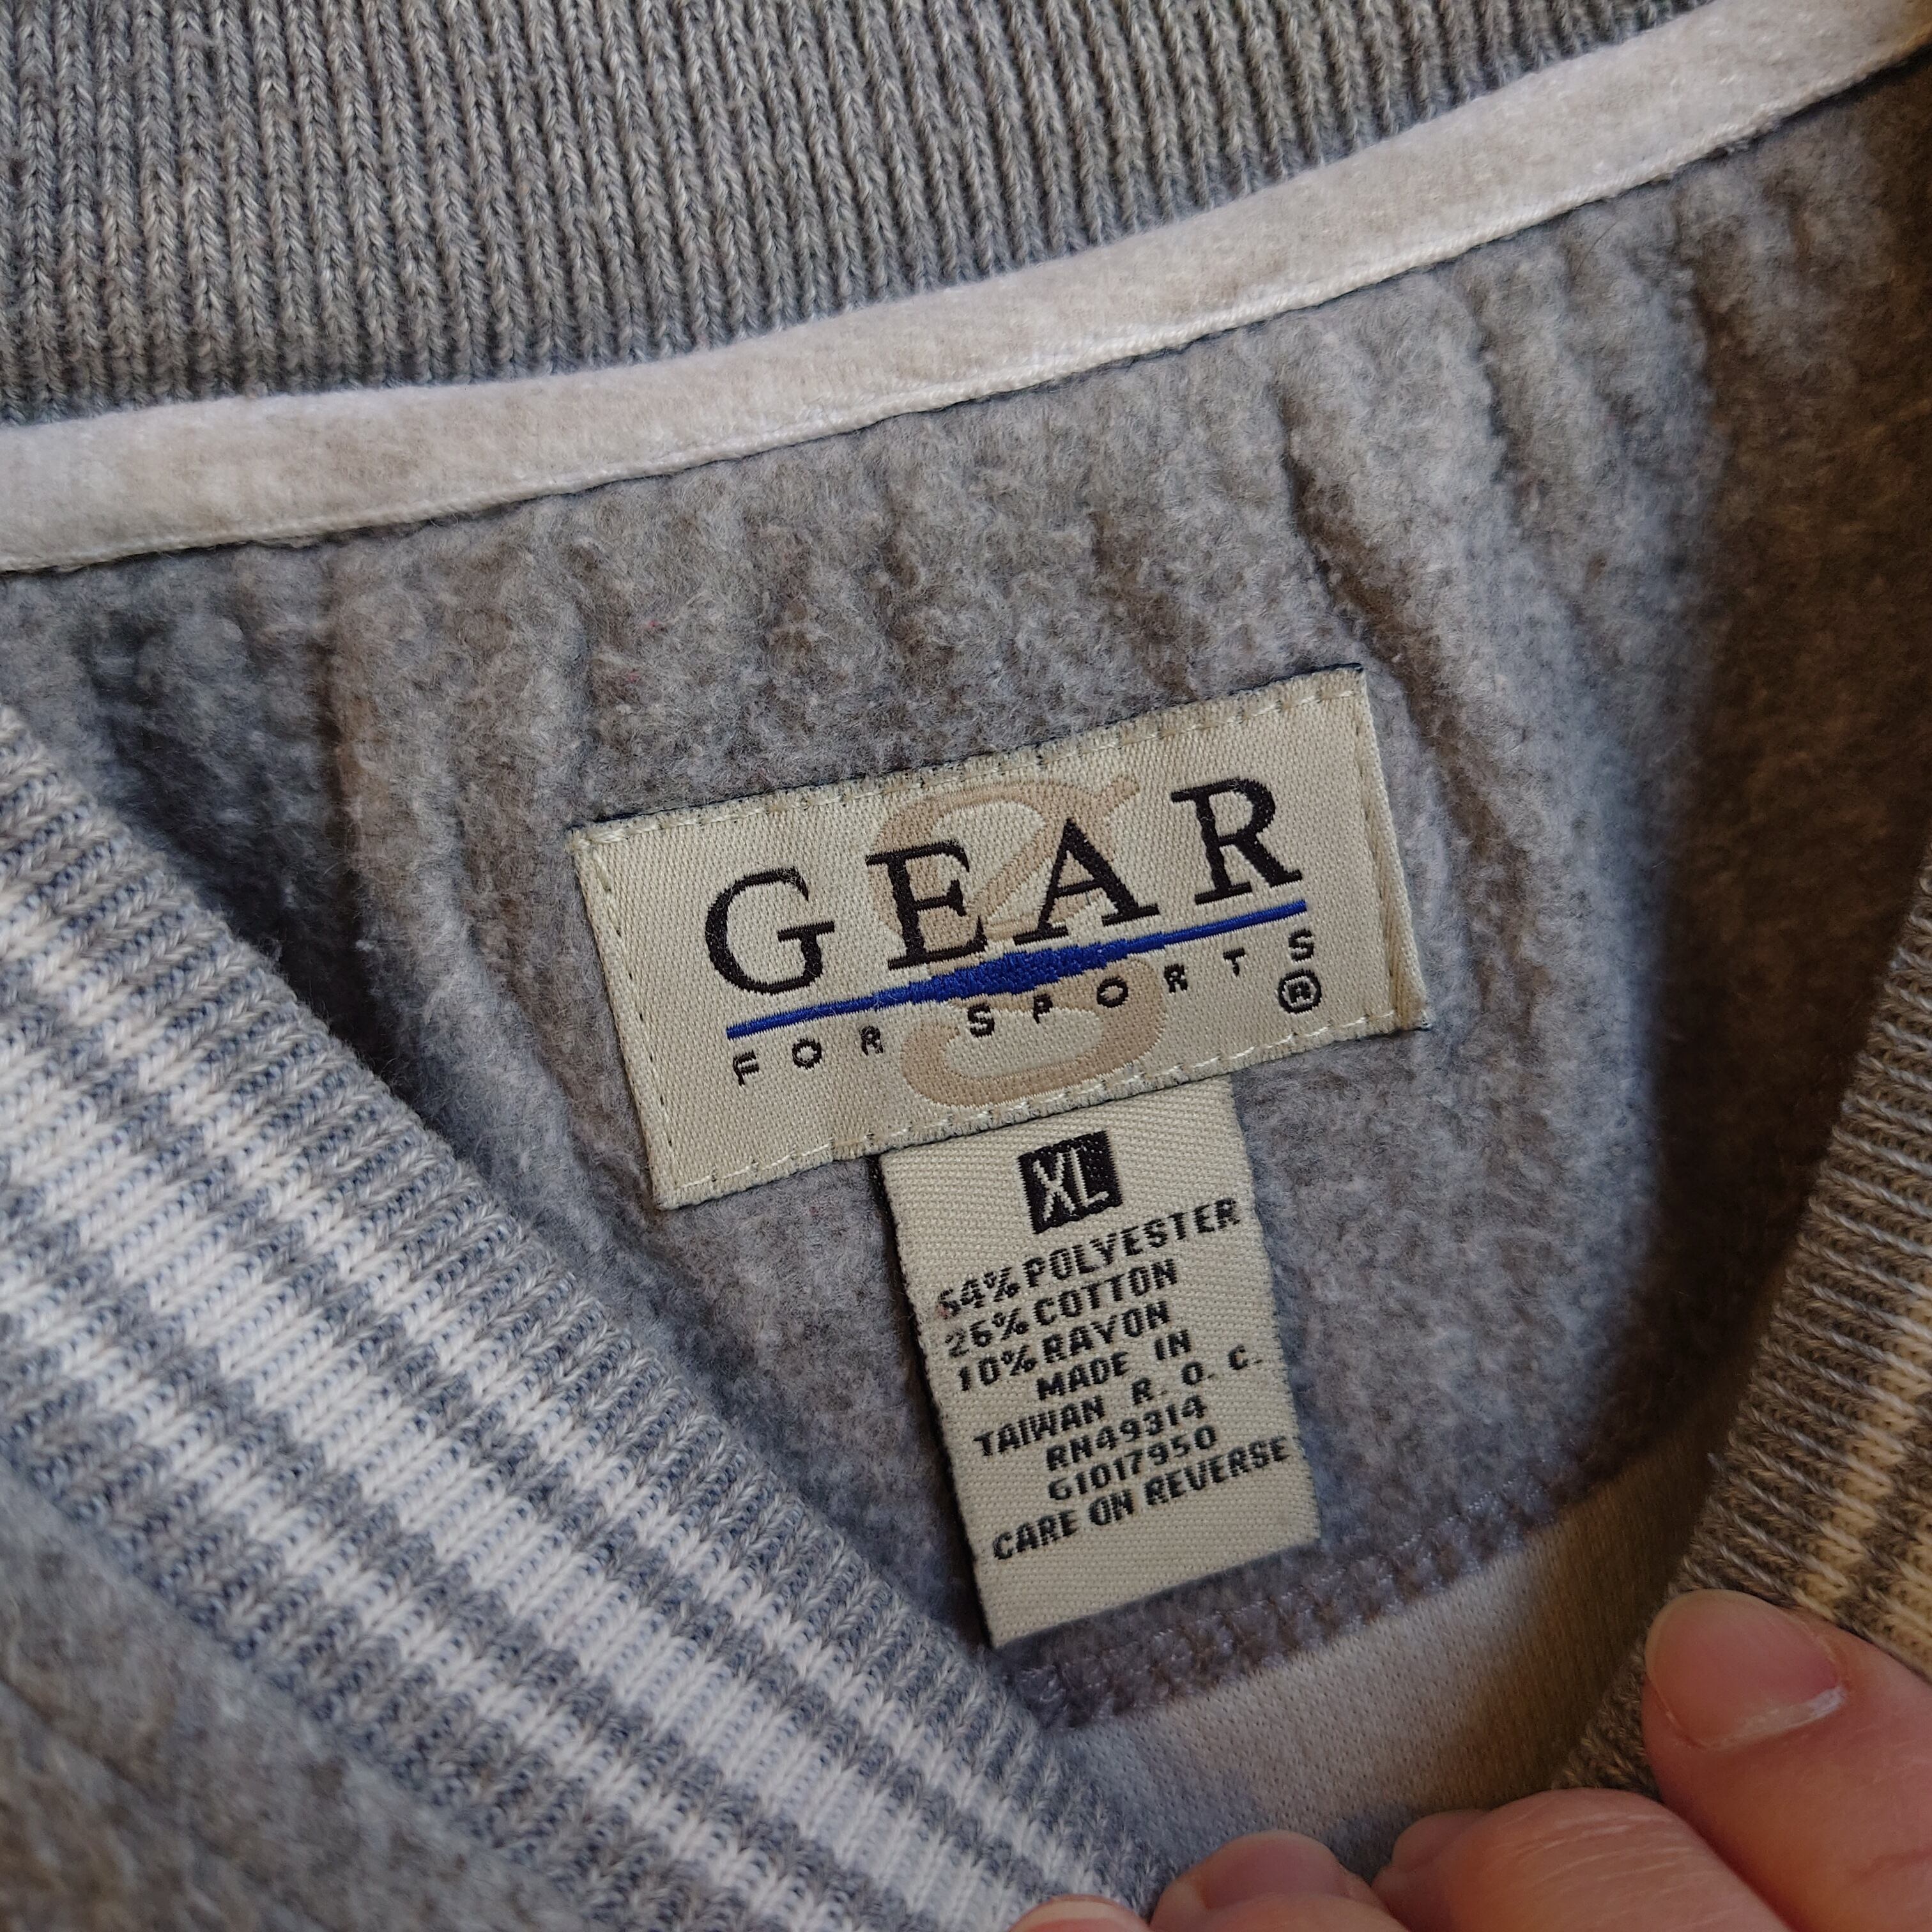 GEAR
FOR SPORTS
®
XL
64% POLYESTER
26% COTTON
10% RAYON
MADE IN
TAIWAN R. O. C.
RN49314
G1017950
CARE ON REVERSE